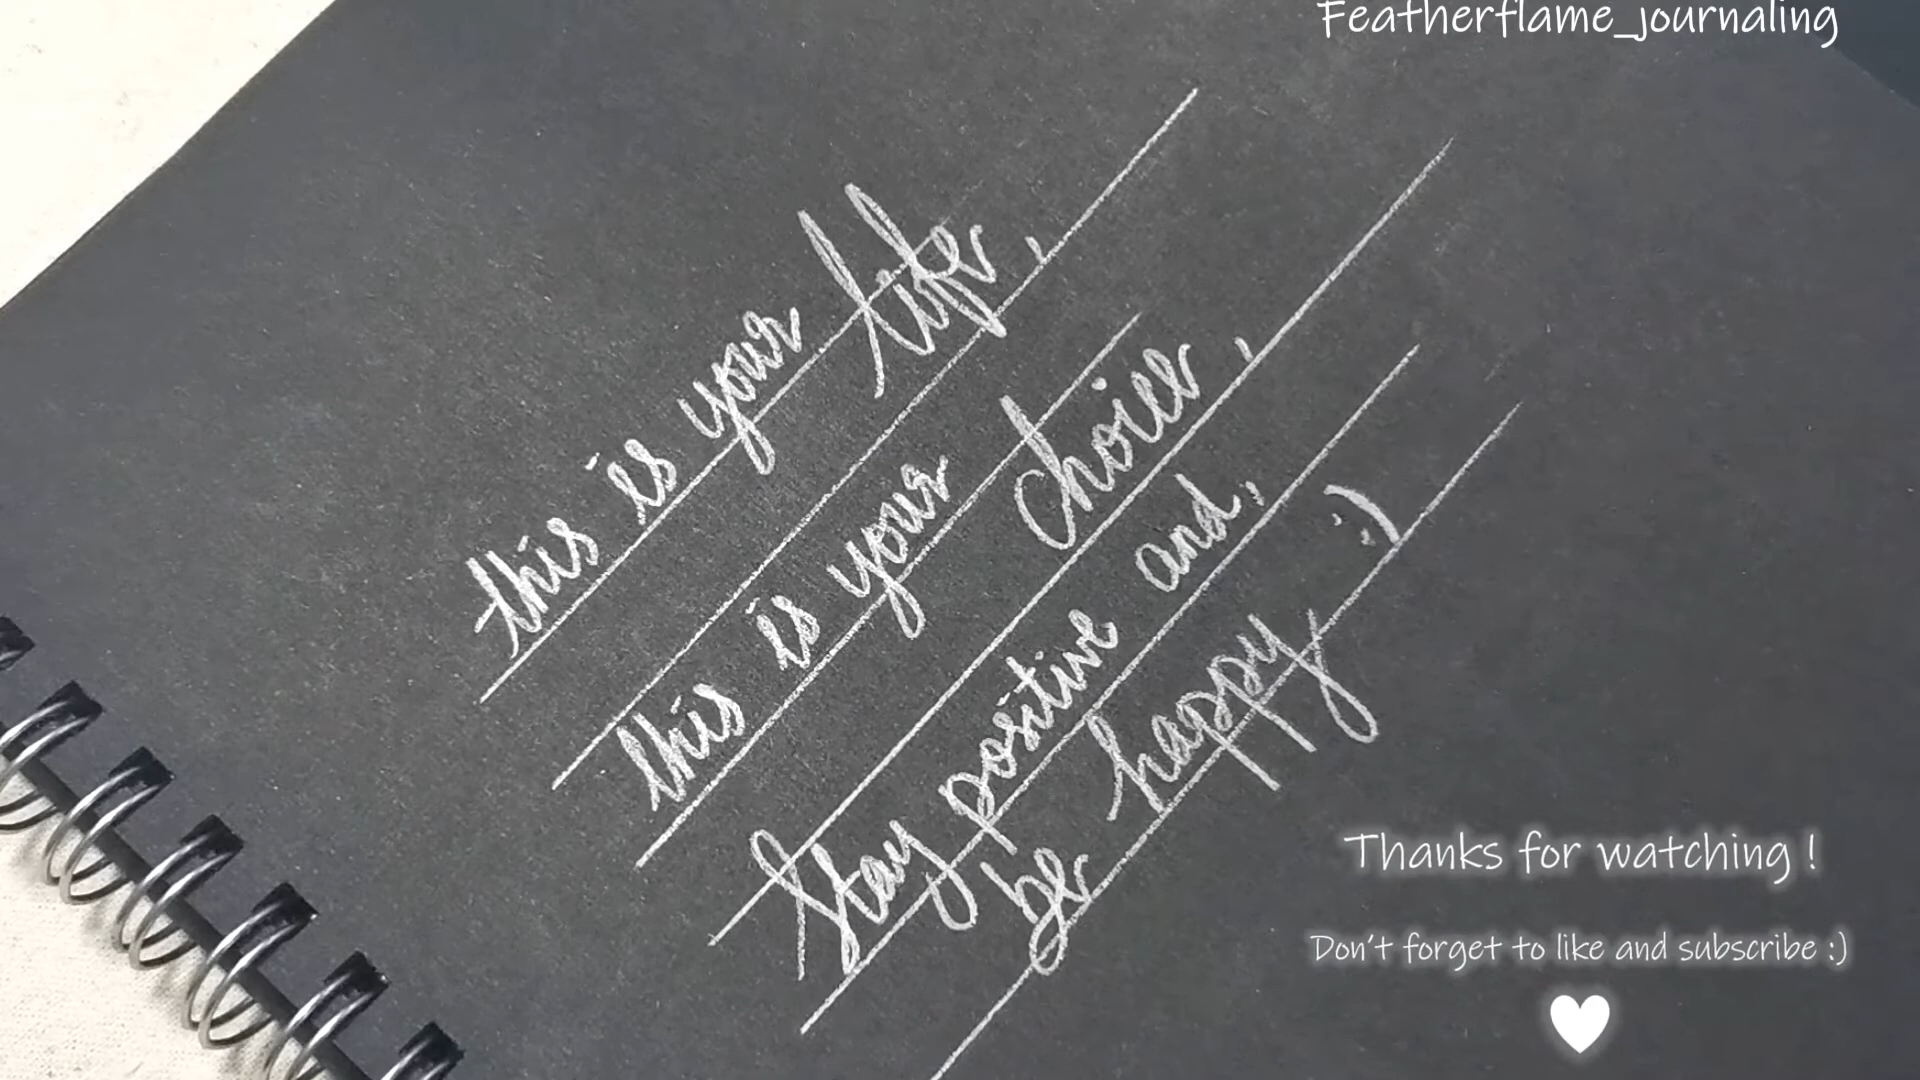 Featherflame_journaling
this is your life,
this is your choice,
Stay positive and,
be happy :)
Thanks for watching !
Don't forget to like and subscribe :)